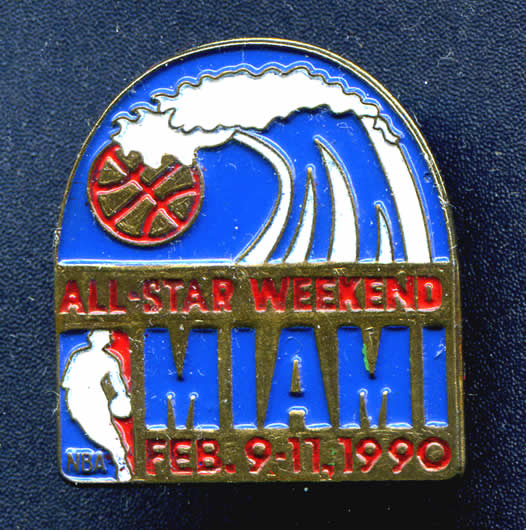 ALL-STAR WEEKEND
MIAMI
NBA
FEB. 9-11, 1990